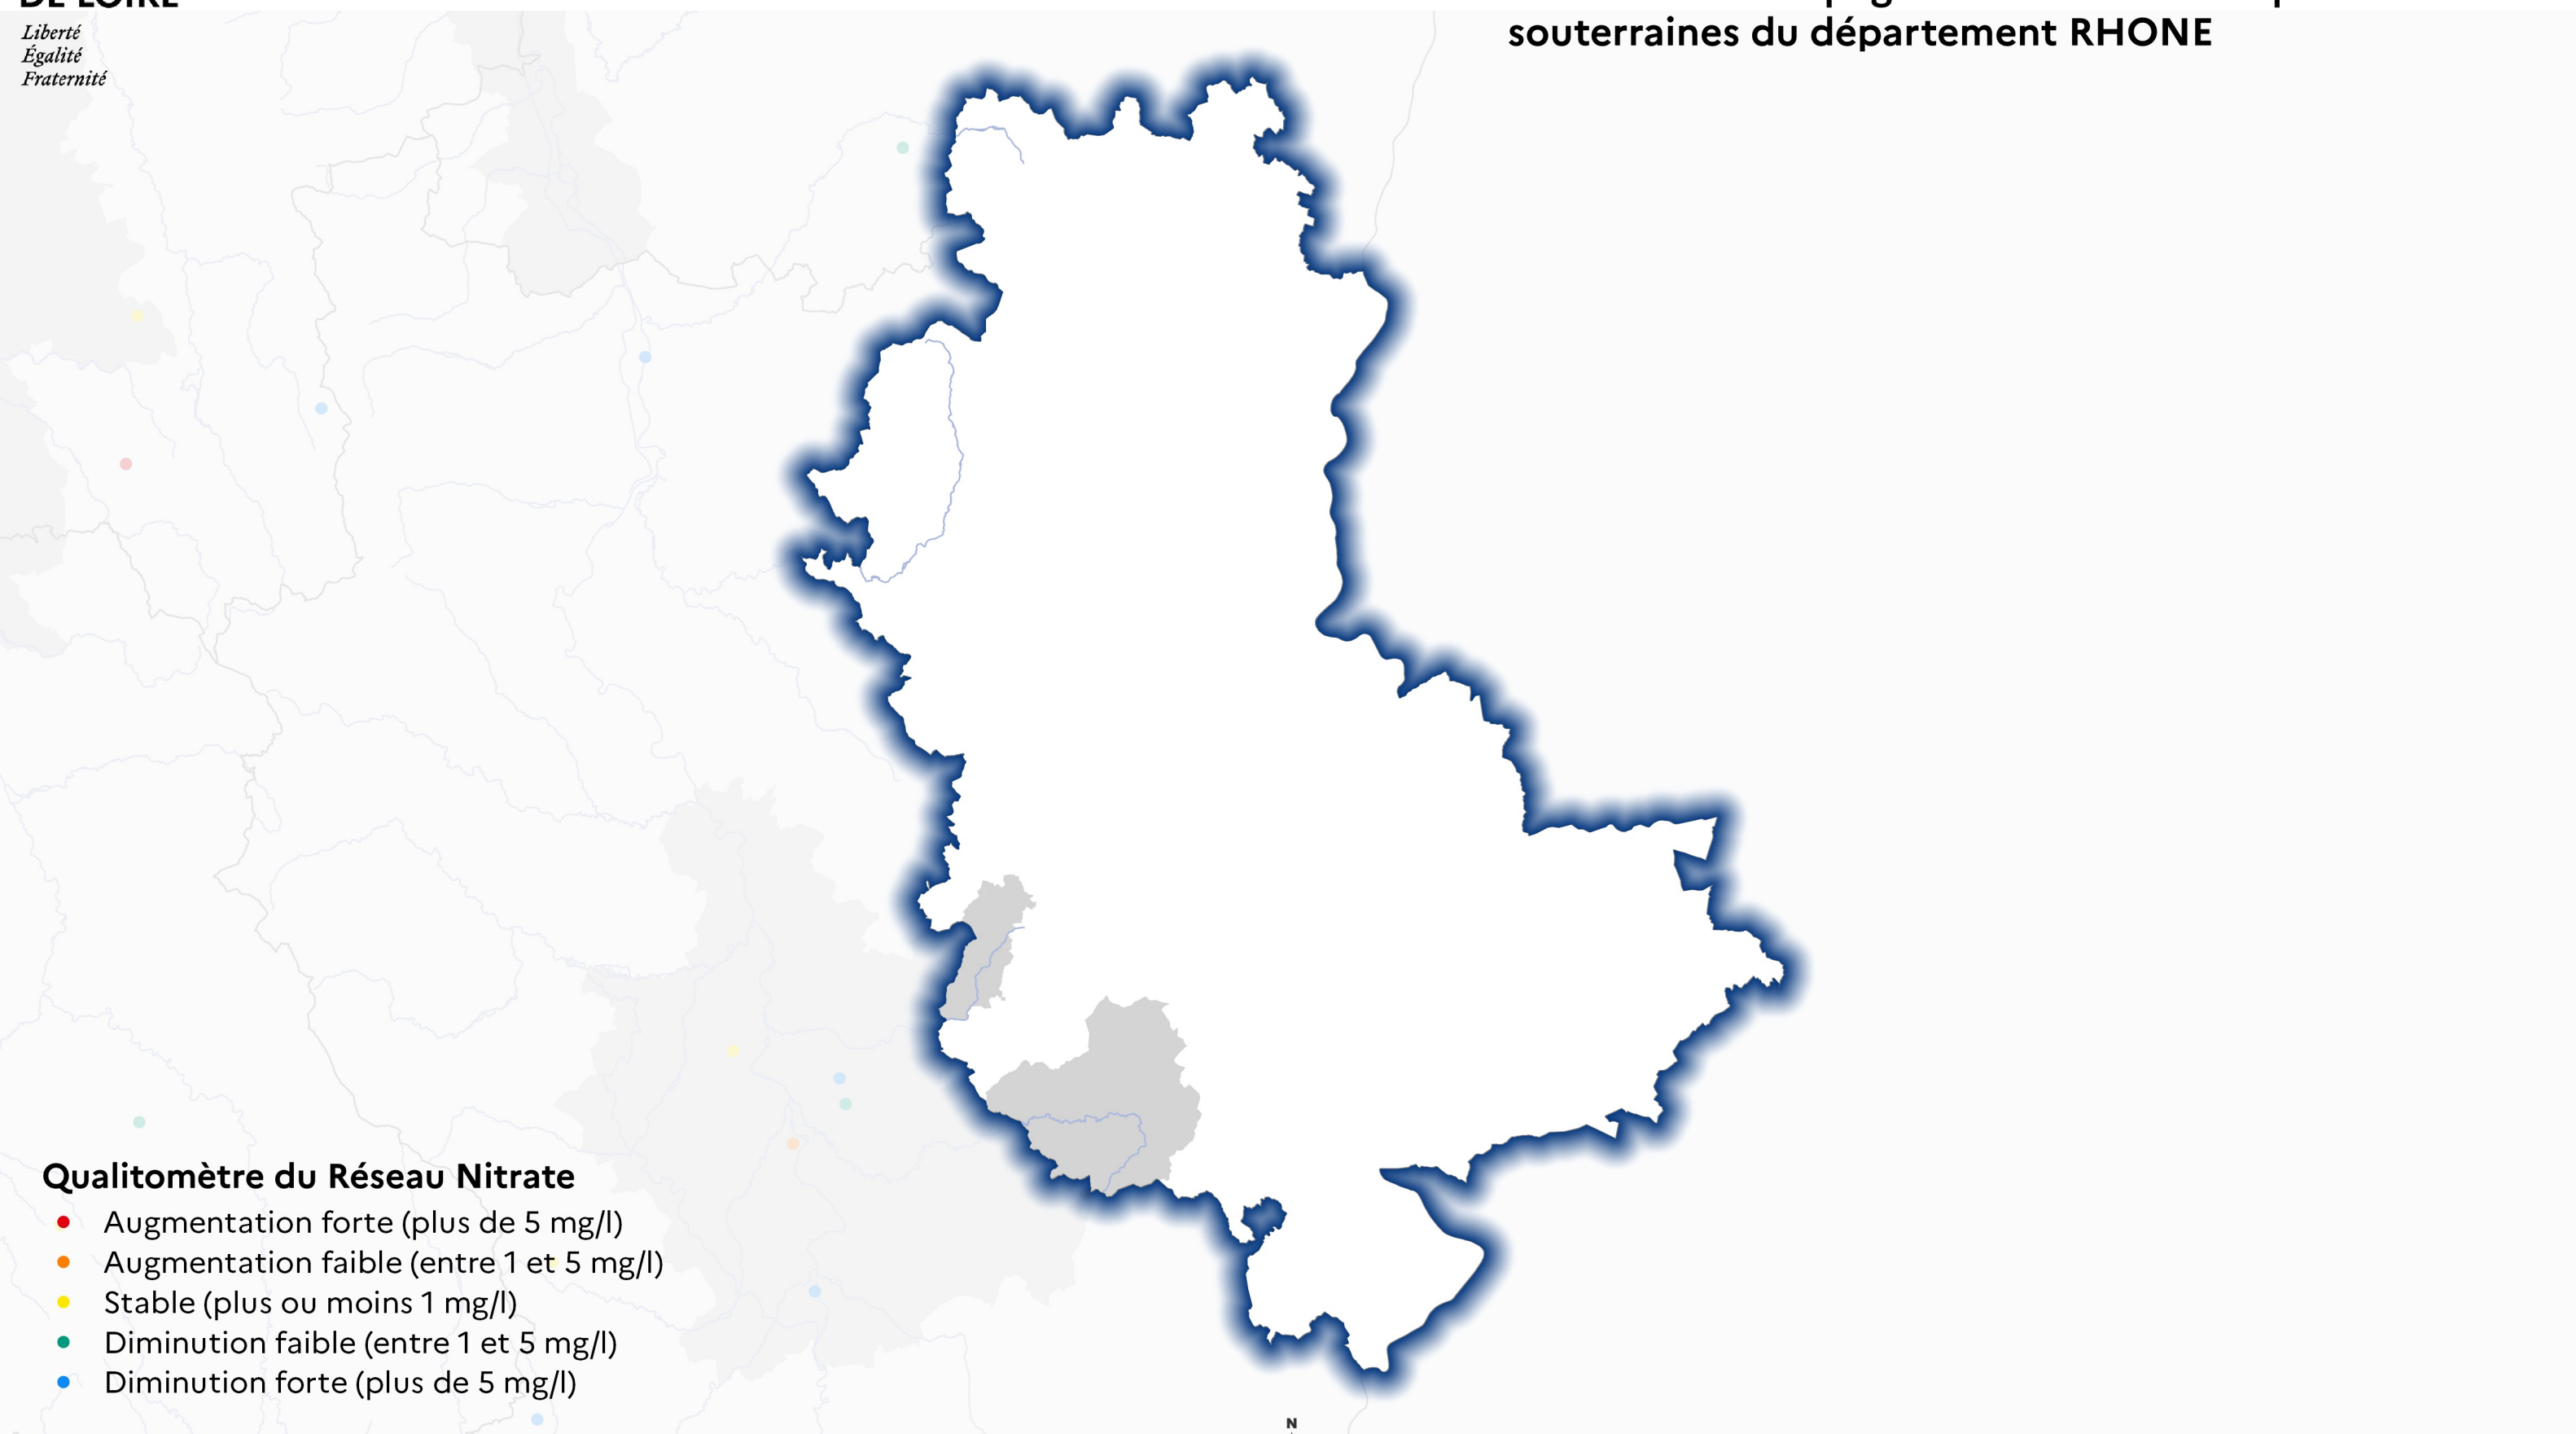 DE LOIRE
Liberté
Égalité
Fraternité
souterraines du département RHONE
Qualitomètre du Réseau Nitrate
Augmentation forte (plus de 5 mg/l)
Augmentation faible (entre 1 et 5 mg/l)
Stable (plus ou moins 1 mg/l)
Diminution faible (entre 1 et 5 mg/l)
Diminution forte (plus de 5 mg/l)
N